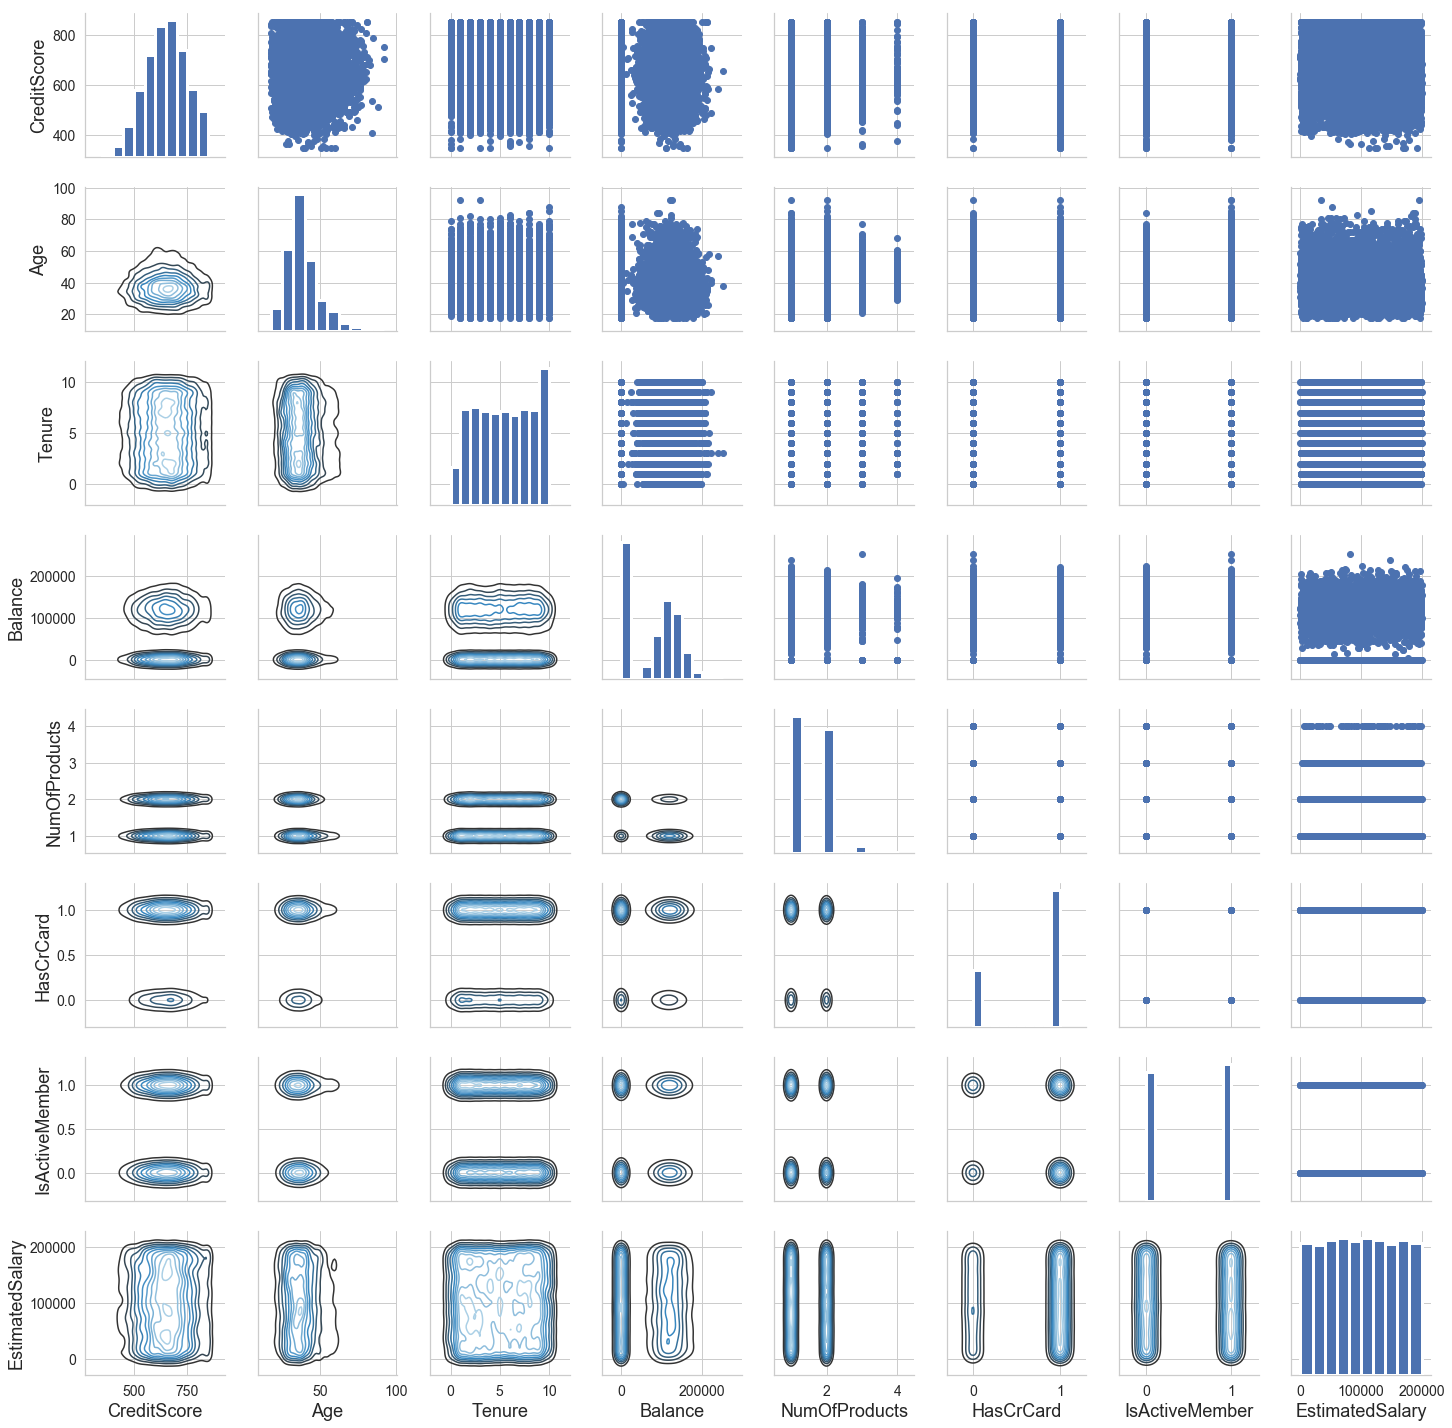 CreditScore
800
600
400
Age
100
80
60
40
20
Tenure
10
5
0
Balance
200000
100000
0
NumOfProducts
4
3
2
1
HasCrCard
1.0
0.5
0.0
IsActiveMember
1.0
0.5
0.0
EstimatedSalary
200000
100000
0
500 750 50 100 0 5 10 0 200000 2 4 0 1 0 1 0 100000 200000
CreditScore Age Tenure Balance NumOfProducts HasCrCard IsActiveMember EstimatedSalary